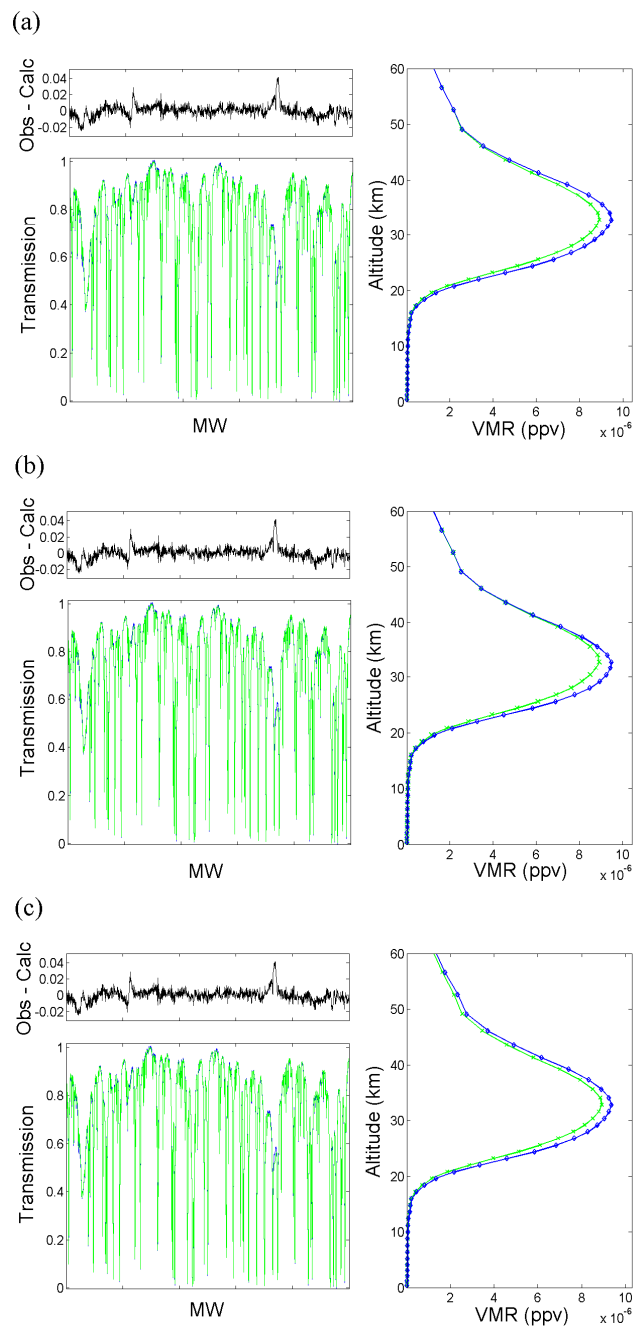 (a)
Obs - Calc
0.04
0.02
0
-0.02
Transmission
1
0.8
0.6
0.4
0.2
0
MW
Altitude (km)
60
50
40
30
20
10
0
2 4 6 8 10
VMR (ppv)
x 10⁻⁶
(b)
Obs - Calc
0.04
0.02
0
-0.02
Transmission
1
0.8
0.6
0.4
0.2
0
MW
Altitude (km)
60
50
40
30
20
10
0
2 4 6 8 10
VMR (ppv)
x 10⁻⁶
(c)
Obs - Calc
0.04
0.02
0
-0.02
Transmission
1
0.8
0.6
0.4
0.2
0
MW
Altitude (km)
60
50
40
30
20
10
0
2 4 6 8 10
VMR (ppv)
x 10⁻⁶